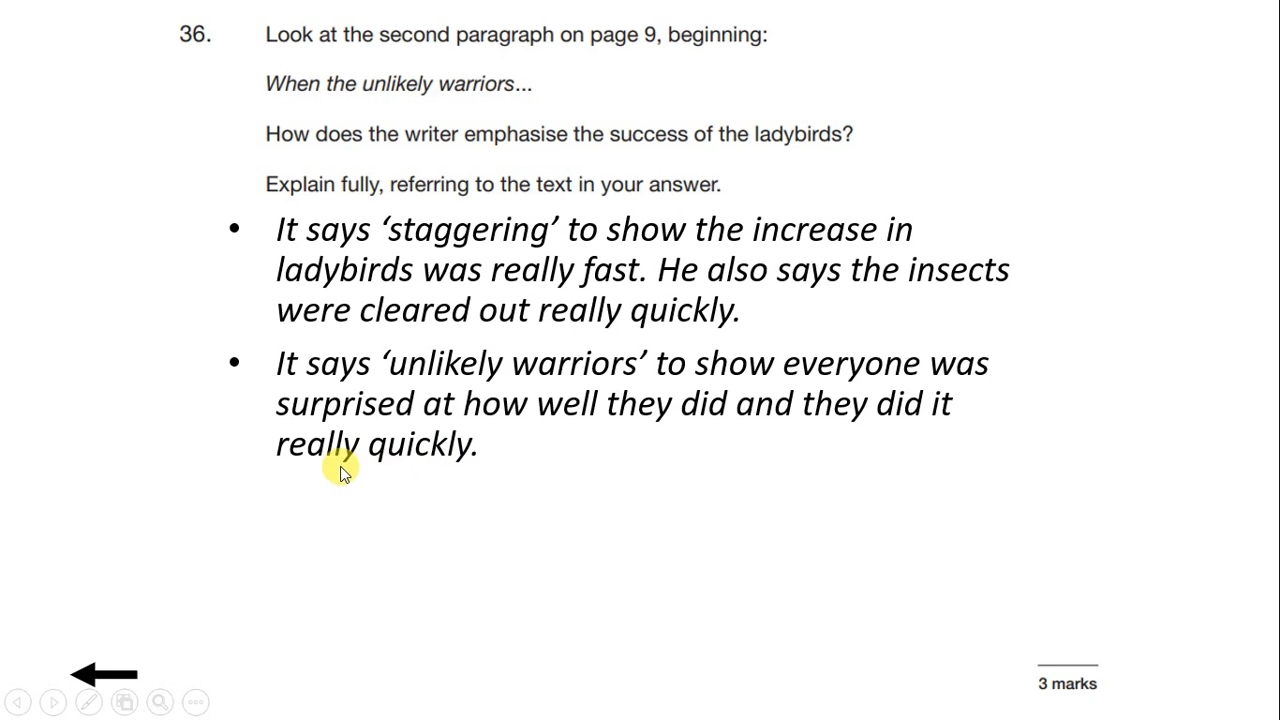 36. Look at the second paragraph on page 9, beginning:
When the unlikely warriors...
How does the writer emphasise the success of the ladybirds?
Explain fully, referring to the text in your answer.
• It says ‘staggering’ to show the increase in
ladybirds was really fast. He also says the insects
were cleared out really quickly.
• It says ‘unlikely warriors’ to show everyone was
surprised at how well they did and they did it
really quickly.
3 marks